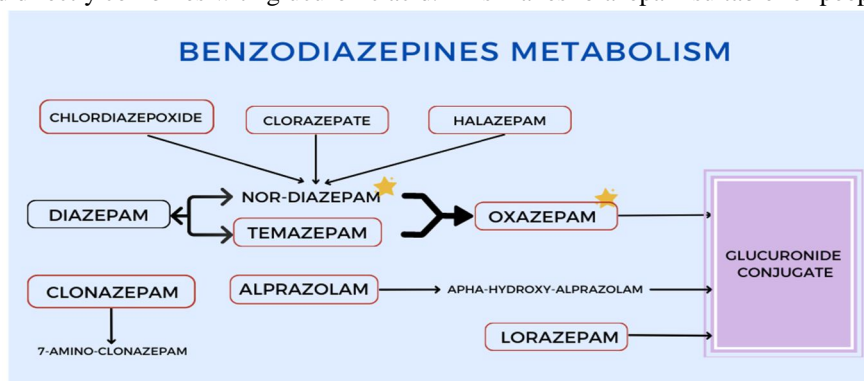 BENZODIAZEPINES METABOLISM
CHLORDIAZEPOXIDE
CLORAZEPATE
HALAZEPAM
NOR-DIAZEPAM
DIAZEPAM
TEMAZEPAM
OXAZEPAM
GLUCURONIDE
CONJUGATE
CLONAZEPAM
ALPRAZOLAM
APHA-HYDROXY-ALPRAZOLAM
LORAZEPAM
7-AMINO-CLONAZEPAM